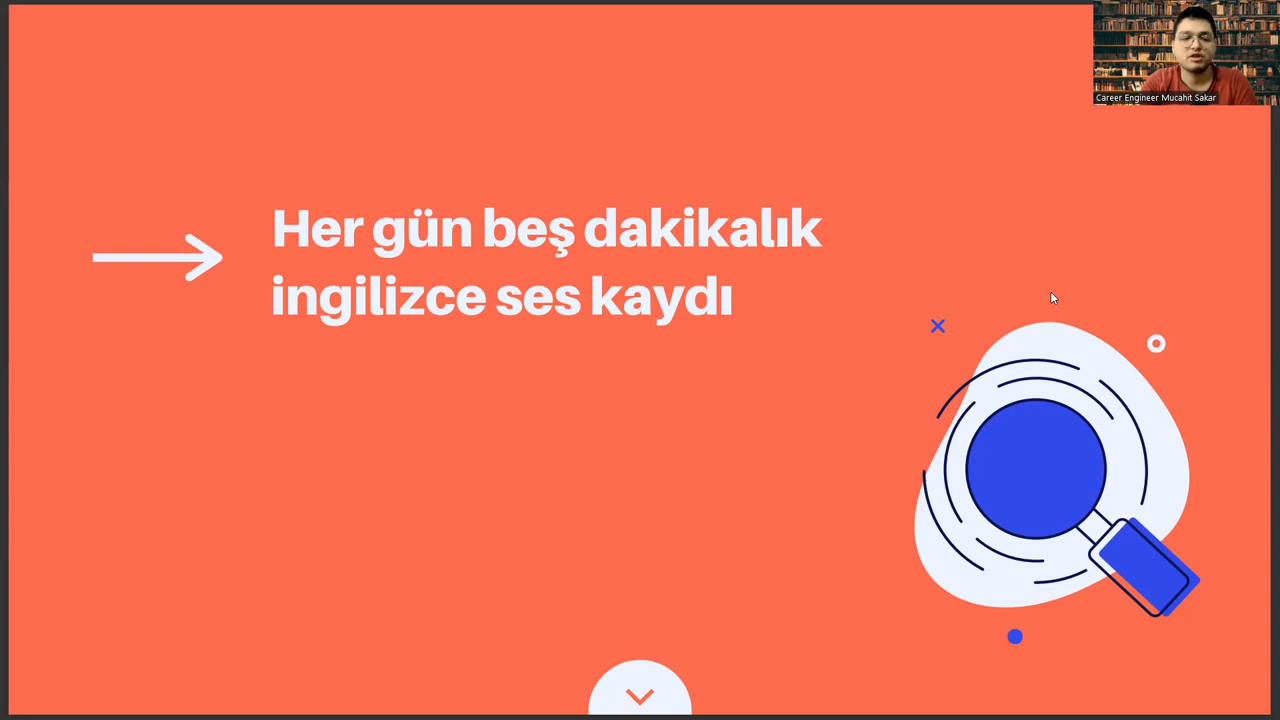 Career Engineer Mucahit Sakar
Her gün beş dakikalık
ingilizce ses kaydı